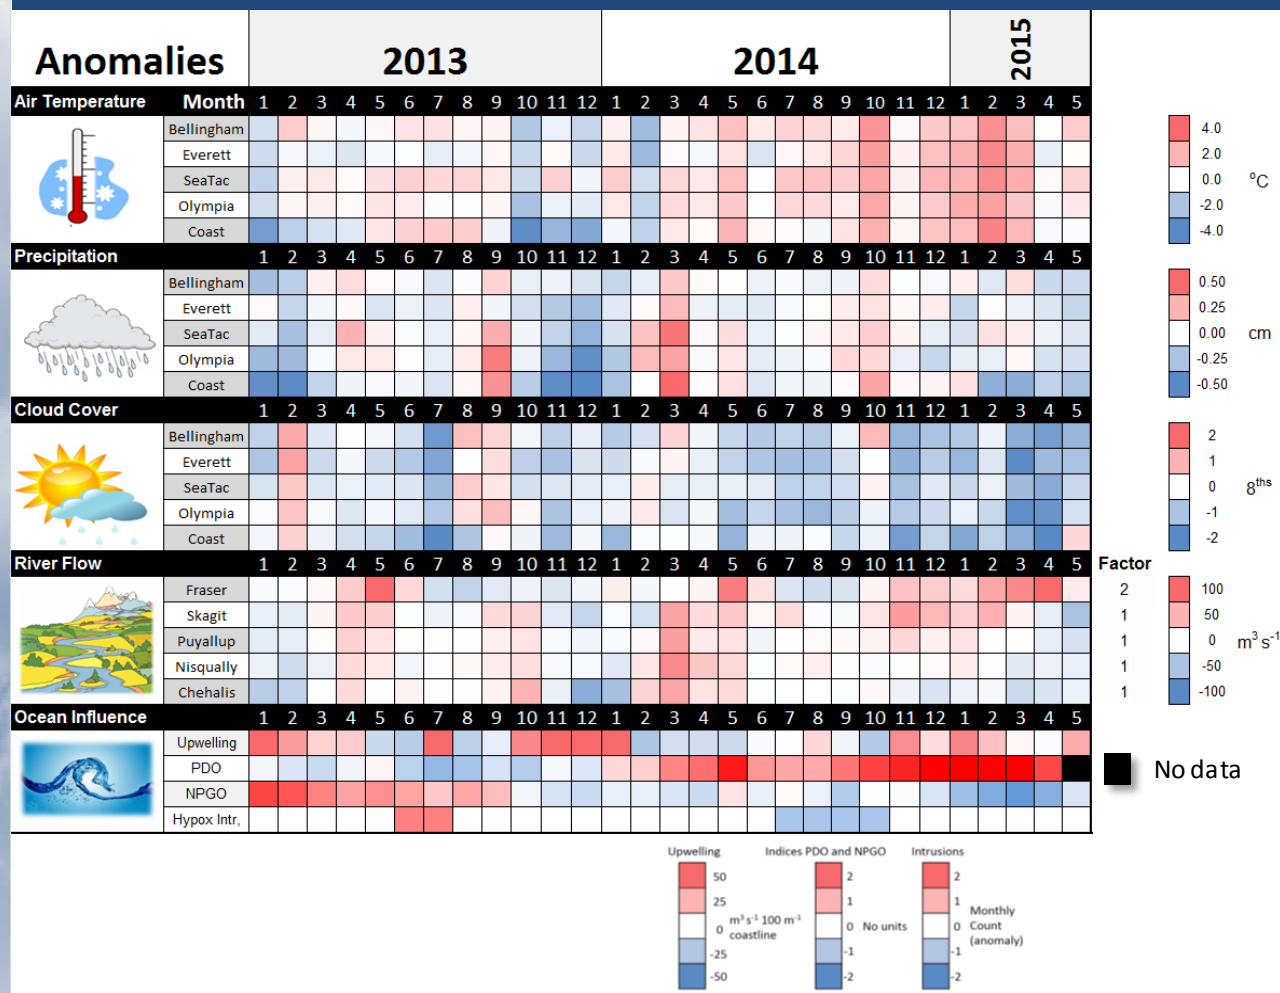 Anomalies 2013 2014 2015
Air Temperature Month 1 2 3 4 5 6 7 8 9 10 11 12 1 2 3 4 5 6 7 8 9 10 11 12 1 2 3 4 5
Bellingham
Everett
SeaTac
Olympia
Coast
4.0
2.0
0.0
-2.0
-4.0
°C
Precipitation 1 2 3 4 5 6 7 8 9 10 11 12 1 2 3 4 5 6 7 8 9 10 11 12 1 2 3 4 5
Bellingham
Everett
SeaTac
Olympia
Coast
0.50
0.25
0.00
-0.25
-0.50
cm
Cloud Cover 1 2 3 4 5 6 7 8 9 10 11 12 1 2 3 4 5 6 7 8 9 10 11 12 1 2 3 4 5
Bellingham
Everett
SeaTac
Olympia
Coast
2
1
0
-1
-2
8ths
River Flow 1 2 3 4 5 6 7 8 9 10 11 12 1 2 3 4 5 6 7 8 9 10 11 12 1 2 3 4 5 Factor
Fraser 2
Skagit 1
Puyallup 1
Nisqually 1
Chehalis 1
100
50
0
-50
-100
m³ s⁻¹
Ocean Influence 1 2 3 4 5 6 7 8 9 10 11 12 1 2 3 4 5 6 7 8 9 10 11 12 1 2 3 4 5
Upwelling
PDO
NPGO
Hypox Intr,
No data
Upwelling
50
25
0
-25
-50
m³ s⁻¹ 100 m⁻¹
coastline
Indices PDO and NPGO
2
1
0
-1
-2
No units
Intrusions
2
1
0
-1
-2
Monthly
Count
(anomaly)